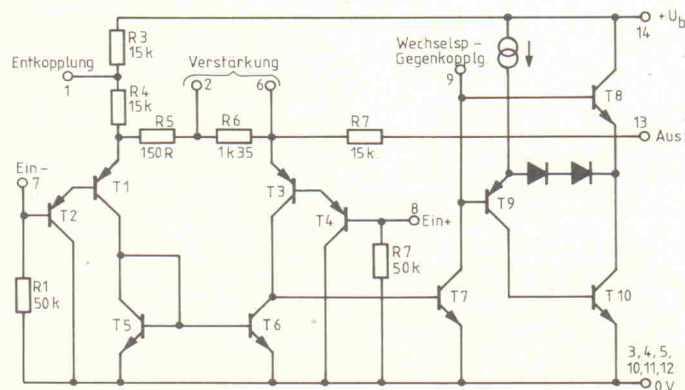 R3
15k
Entkopplung
1
R4
15k
Verstärkung
2
6
R5
150R
R6
1k35
R7
15k.
Wechselsp-
Gegenkopplg.
9
+Ub
14
T8
13
Ausg
Ein-
7
T1
T2
T3
T4
8
Ein+
T9
R1
50k
R7
50k
T5
T6
T7
T10
3, 4, 5,
10,11,12
0V